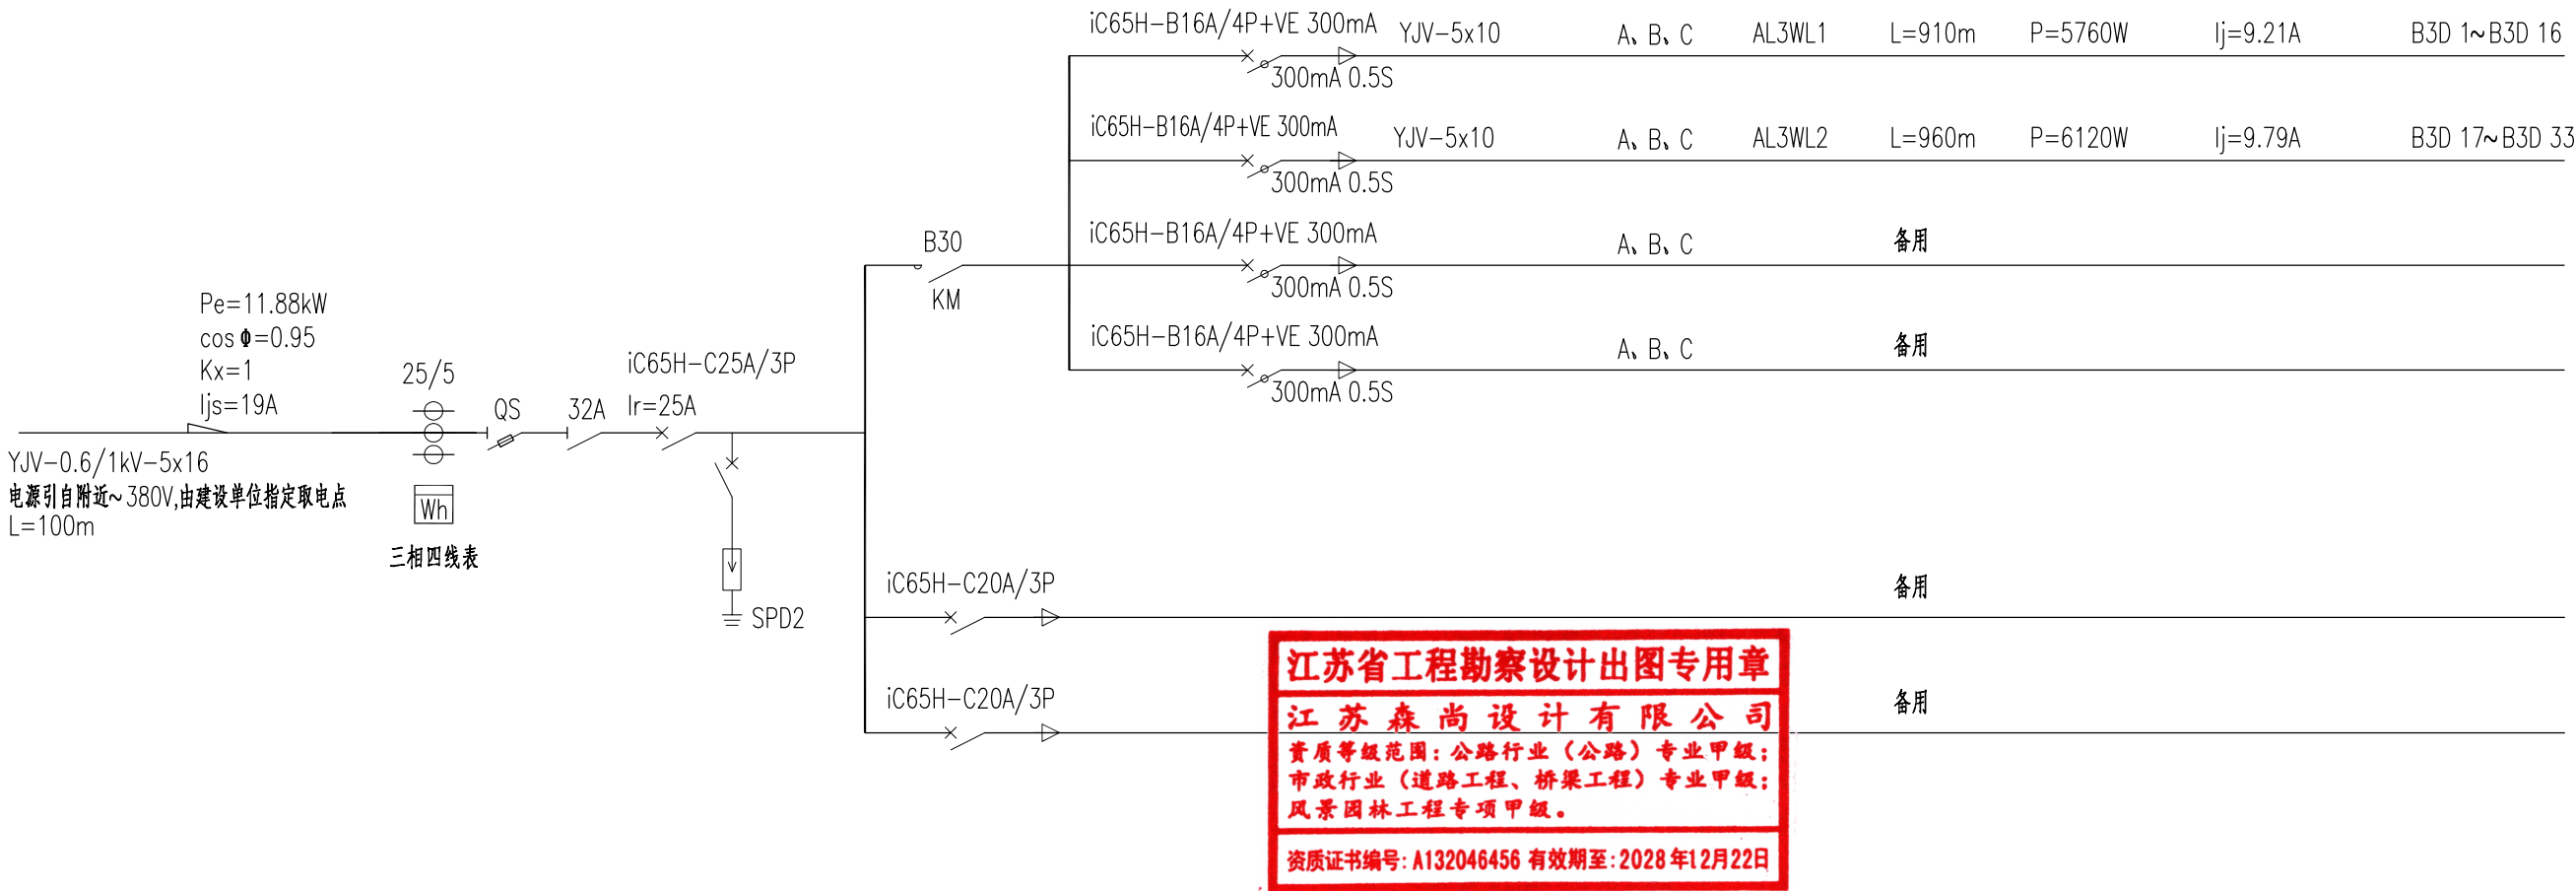 iC65H-B16A/4P+VE 300mA YJV-5x10 A、B、C AL3WL1 L=910m P=5760W Ij=9.21A B3D 1~B3D 16
300mA 0.5S
iC65H-B16A/4P+VE 300mA YJV-5x10 A、B、C AL3WL2 L=960m P=6120W Ij=9.79A B3D 17~B3D 33
300mA 0.5S
B30
KM
iC65H-B16A/4P+VE 300mA A、B、C 备用
300mA 0.5S
iC65H-B16A/4P+VE 300mA A、B、C 备用
300mA 0.5S
Pe=11.88kW
cosΦ=0.95
Kx=1
Ijs=19A
25/5
QS
32A
iC65H-C25A/3P
Ir=25A
YJV-0.6/1kV-5x16
电源引自附近~380V,由建设单位指定取电点
L=100m
Wh
三相四线表
SPD2
iC65H-C20A/3P 备用
iC65H-C20A/3P 备用
江苏省工程勘察设计出图专用章
江苏森尚设计有限公司
资质等级范围：公路行业（公路）专业甲级；
市政行业（道路工程、桥梁工程）专业甲级；
风景园林工程专项甲级。
资质证书编号：A132046456 有效期至：2028年12月22日